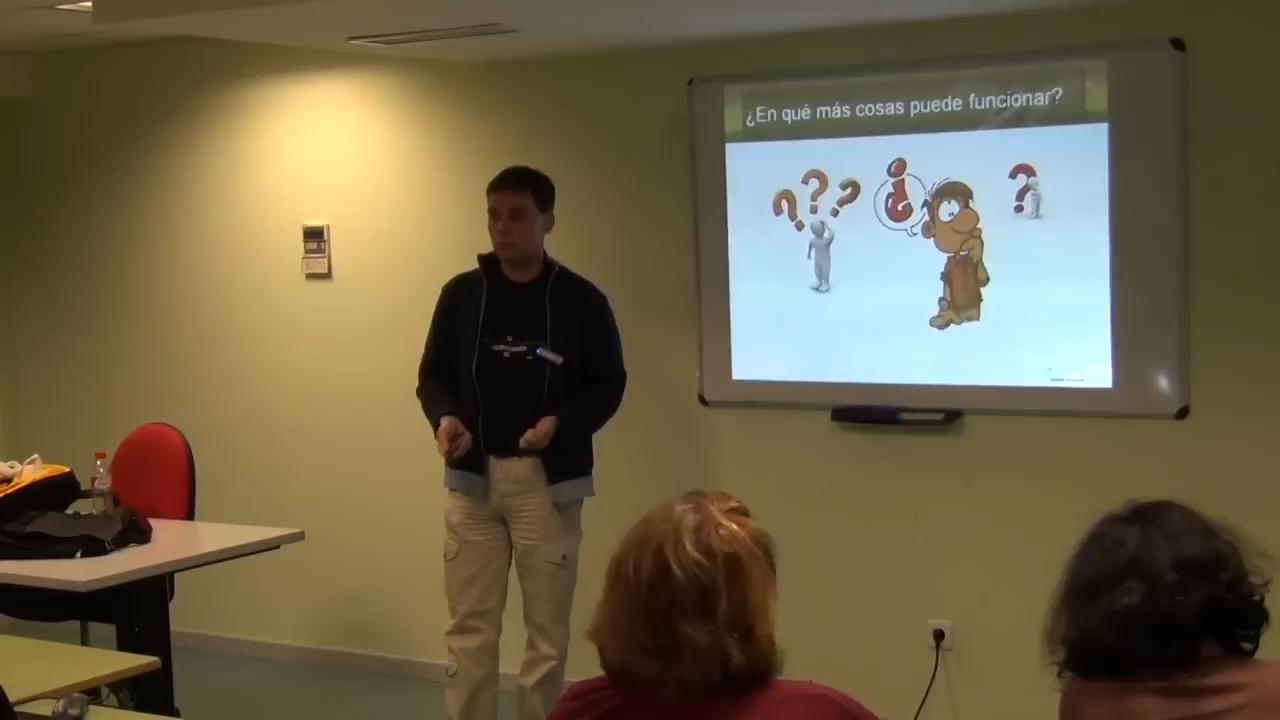 ¿En qué más cosas puede funcionar?
? ? ?
¿
?